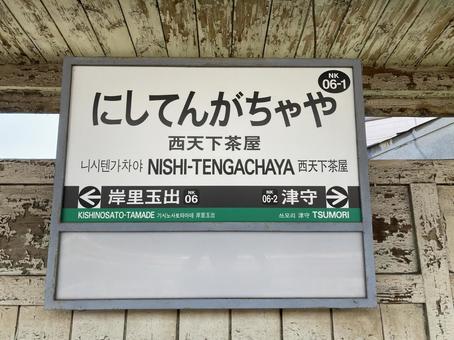 NK
06-1
にしてんがちゃや
西天下茶屋
니시텐가차야 NISHI-TENGACHAYA 西天下茶屋
岸里玉出 NK 06 NK 06-2 津守
KISHINOSATO-TAMADE 기시노사토타마데 岸里玉出 쓰모리 津守 TSUMORI